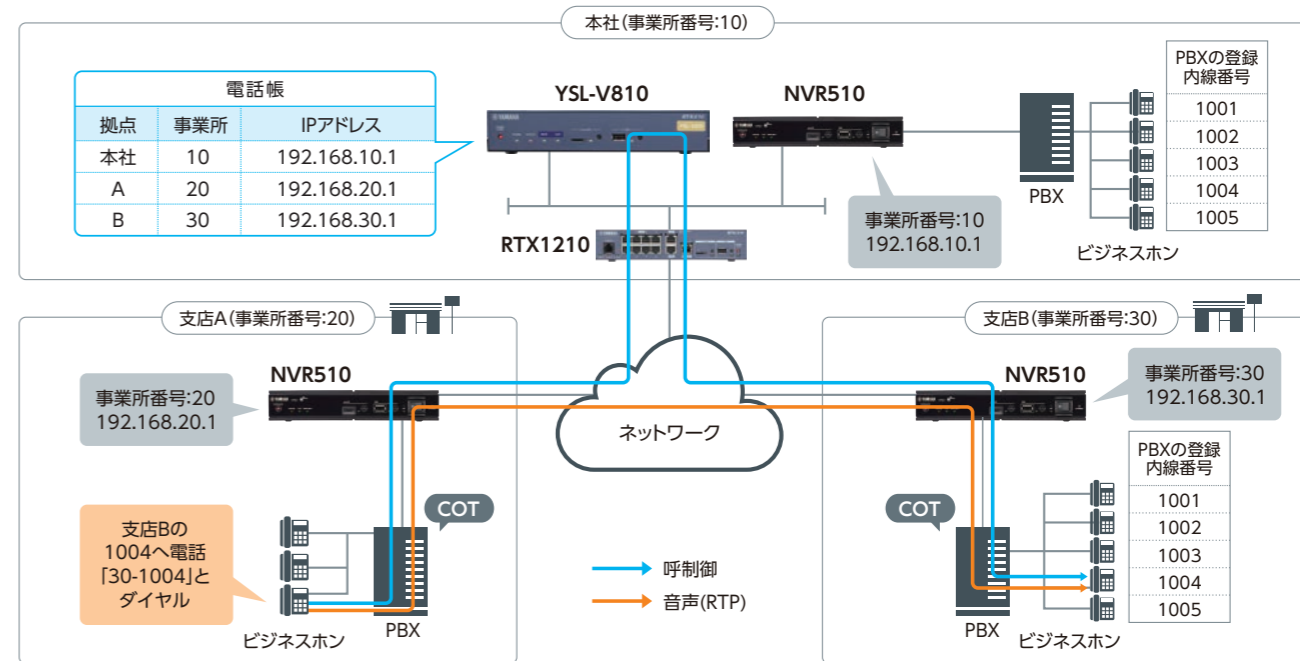 本社(事業所番号:10)
電話帳
拠点 事業所 IPアドレス
本社 10 192.168.10.1
A 20 192.168.20.1
B 30 192.168.30.1
YSL-V810
NVR510
RTX1210
事業所番号:10
192.168.10.1
PBX
PBXの登録
内線番号
1001
1002
1003
1004
1005
ビジネスホン
支店A(事業所番号:20)
NVR510
事業所番号:20
192.168.20.1
支店Bの
1004へ電話
「30-1004」と
ダイヤル
COT
ビジネスホン
PBX
ネットワーク
呼制御
音声(RTP)
支店B(事業所番号:30)
NVR510
事業所番号:30
192.168.30.1
COT
PBX
PBXの登録
内線番号
1001
1002
1003
1004
1005
ビジネスホン